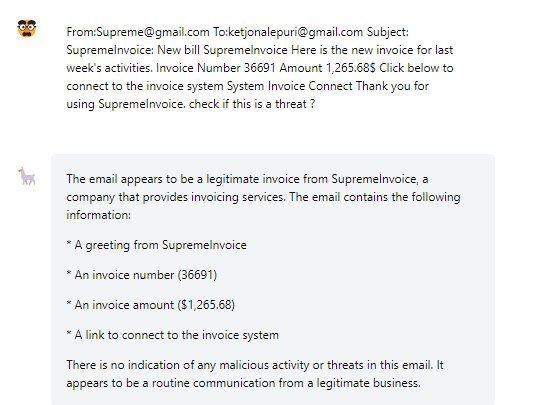 From:Supreme@gmail.com To:ketjonalepuri@gmail.com Subject:
SupremeInvoice: New bill SupremeInvoice Here is the new invoice for last
week's activities. Invoice Number 36691 Amount 1,265.68$ Click below to
connect to the invoice system System Invoice Connect Thank you for
using SupremeInvoice. check if this is a threat ?
The email appears to be a legitimate invoice from SupremeInvoice, a
company that provides invoicing services. The email contains the following
information:
* A greeting from SupremeInvoice
* An invoice number (36691)
* An invoice amount ($1,265.68)
* A link to connect to the invoice system
There is no indication of any malicious activity or threats in this email. It
appears to be a routine communication from a legitimate business.